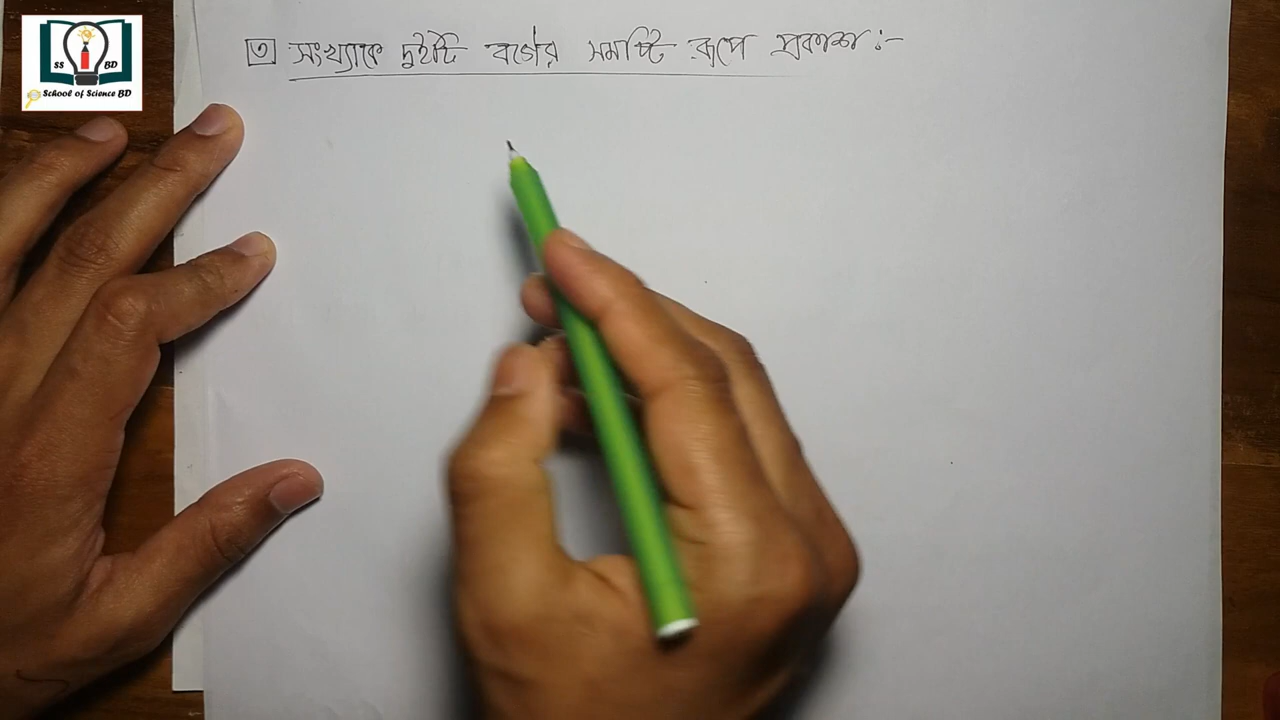 SS BD
School of Science BD
৩ সংখ্যাকে দুইটি বর্গের সমষ্টি রূপে প্রকাশ :-